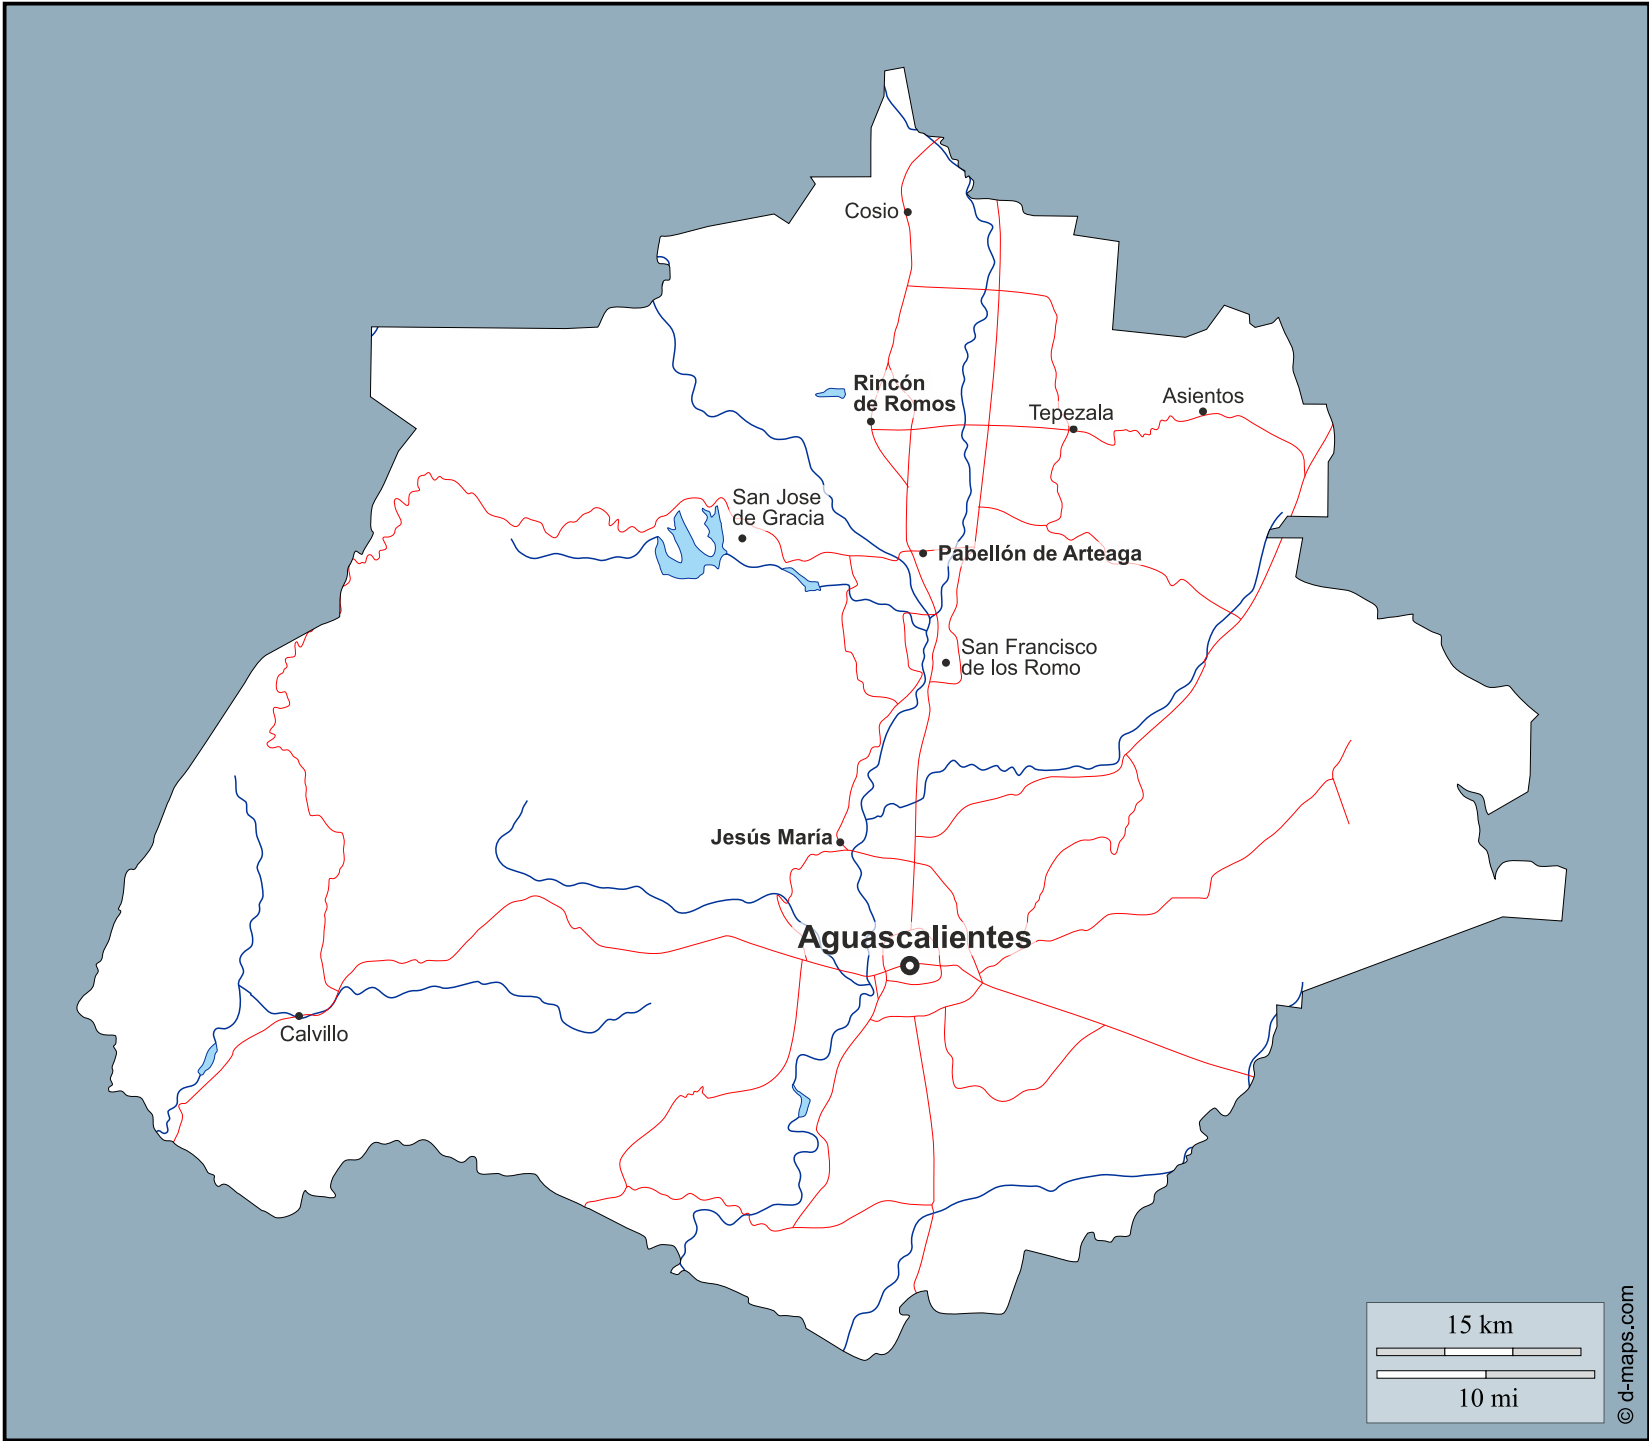 Cosio
Rincón
de Romos
Tepezala
Asientos
San Jose
de Gracia
Pabellón de Arteaga
San Francisco
de los Romo
Jesús María
Aguascalientes
Calvillo
15 km
10 mi
© d-maps.com